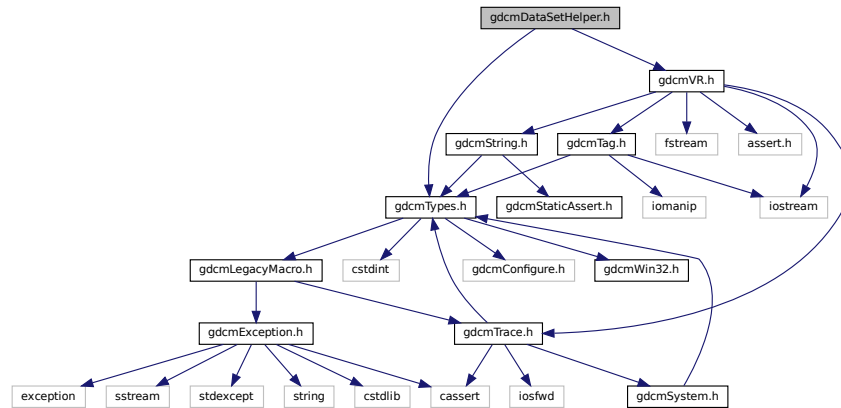 gdcmDataSetHelper.h
gdcmVR.h
gdcmString.h
gdcmTag.h
fstream
assert.h
gdcmTypes.h
gdcmStaticAssert.h
iomanip
iostream
gdcmLegacyMacro.h
cstdint
gdcmConfigure.h
gdcmWin32.h
gdcmException.h
gdcmTrace.h
exception
sstream
stdexcept
string
cstdlib
cassert
iosfwd
gdcmSystem.h